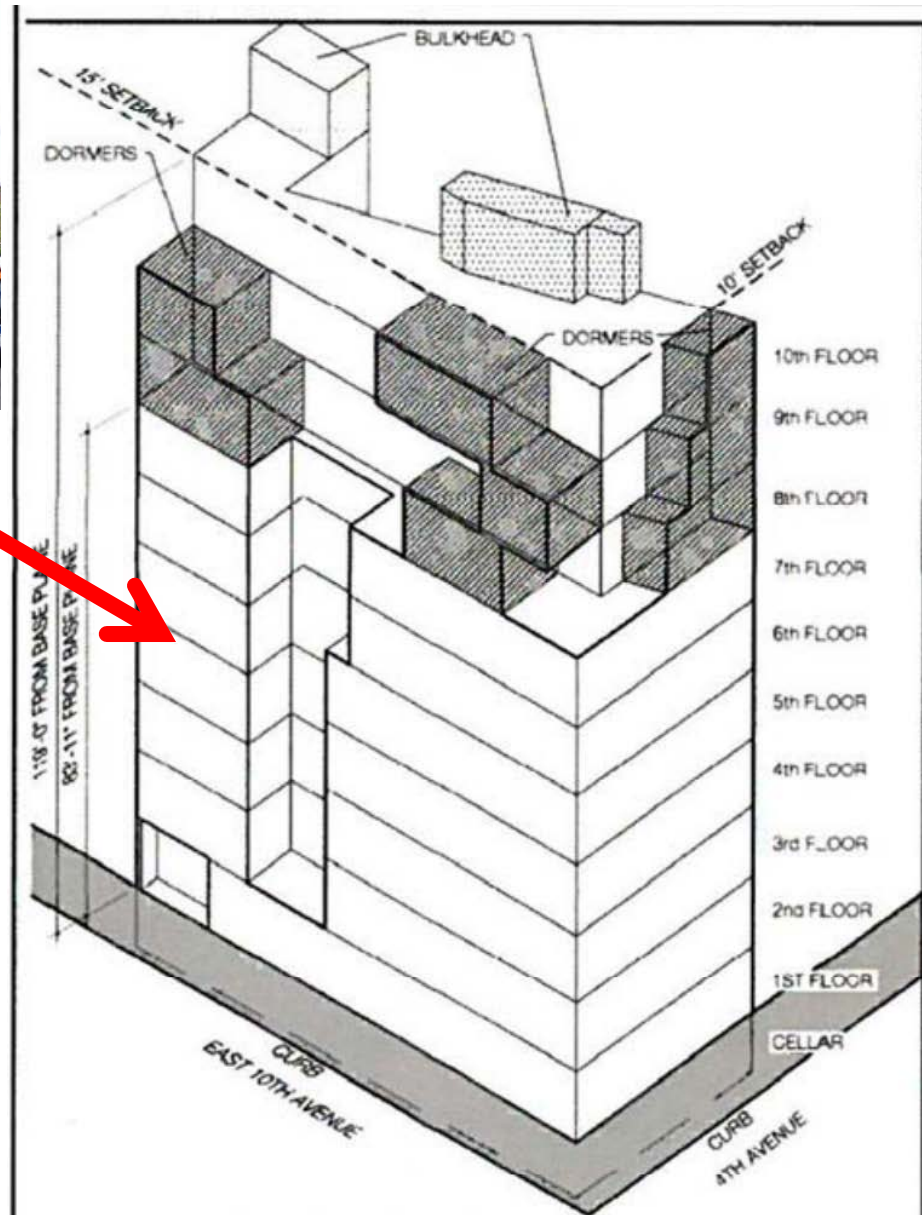 BULKHEAD
15' SETBACK
DORMERS
10' SETBACK
DORMERS
10th FLOOR
9th FLOOR
8th FLOOR
7th FLOOR
6th FLOOR
5th FLOOR
4th FLOOR
3rd FLOOR
2nd FLOOR
1ST FLOOR
CELLAR
119'-0" FROM BASE PLANE
83'-11" FROM BASE PLANE
CURB
EAST 10TH AVENUE
CURB
4TH AVENUE